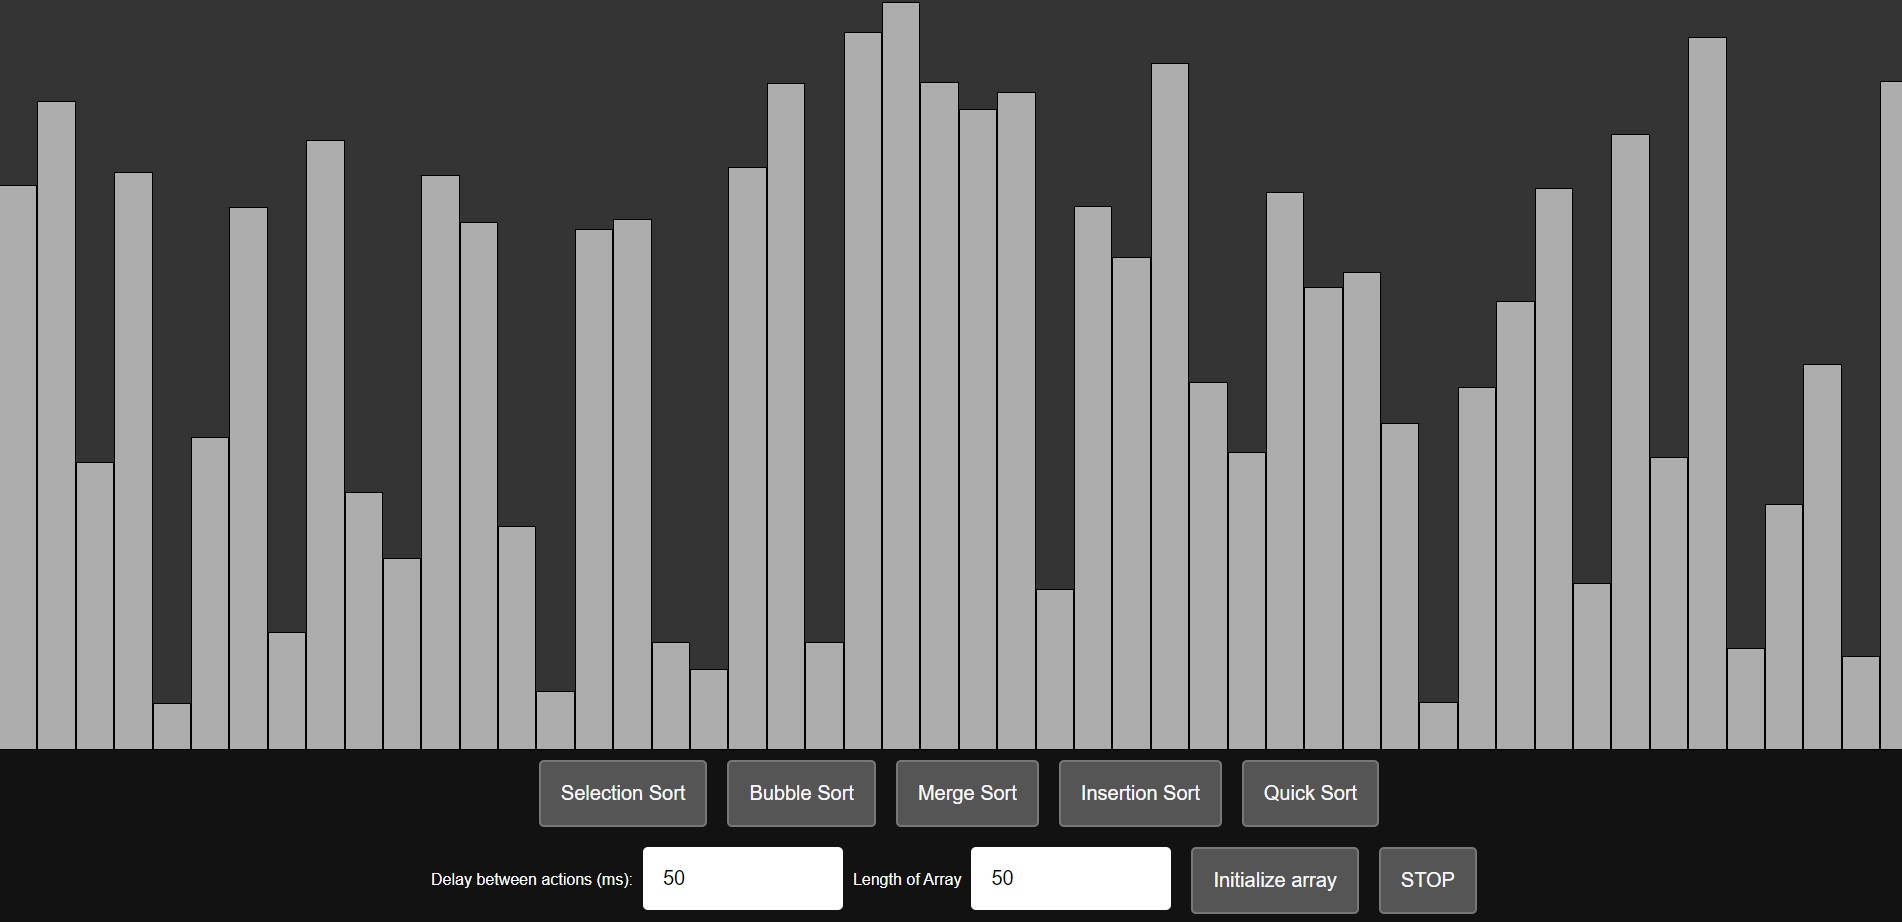 Selection Sort Bubble Sort Merge Sort Insertion Sort Quick Sort
Delay between actions (ms): 50 Length of Array 50 Initialize array STOP